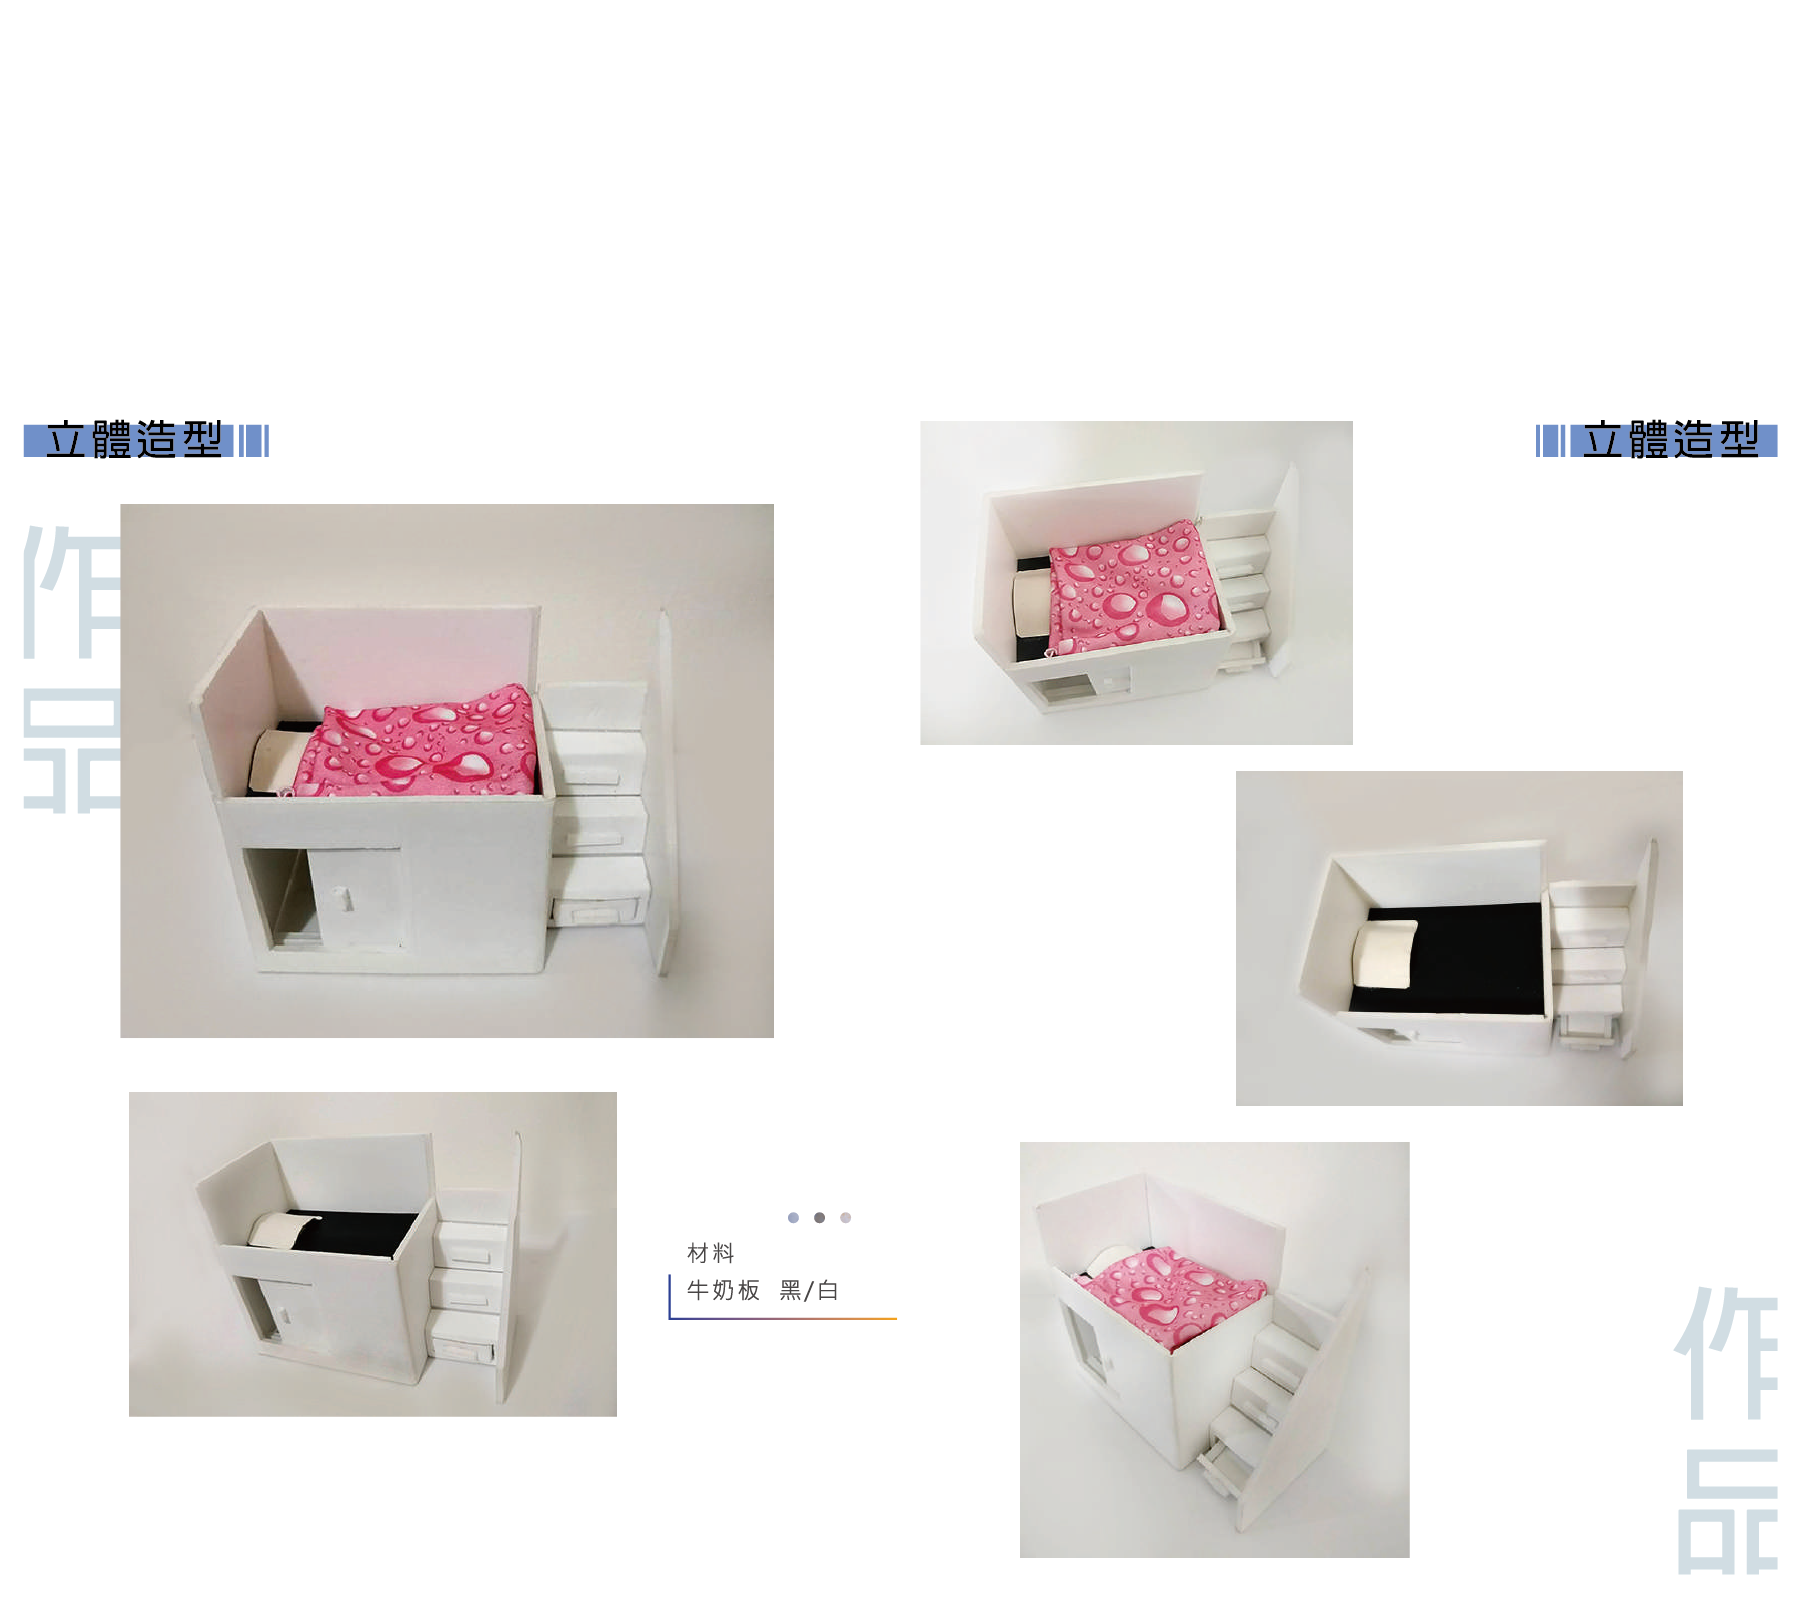 立體造型
作品
材料
牛奶板 黑/白
立體造型
作品